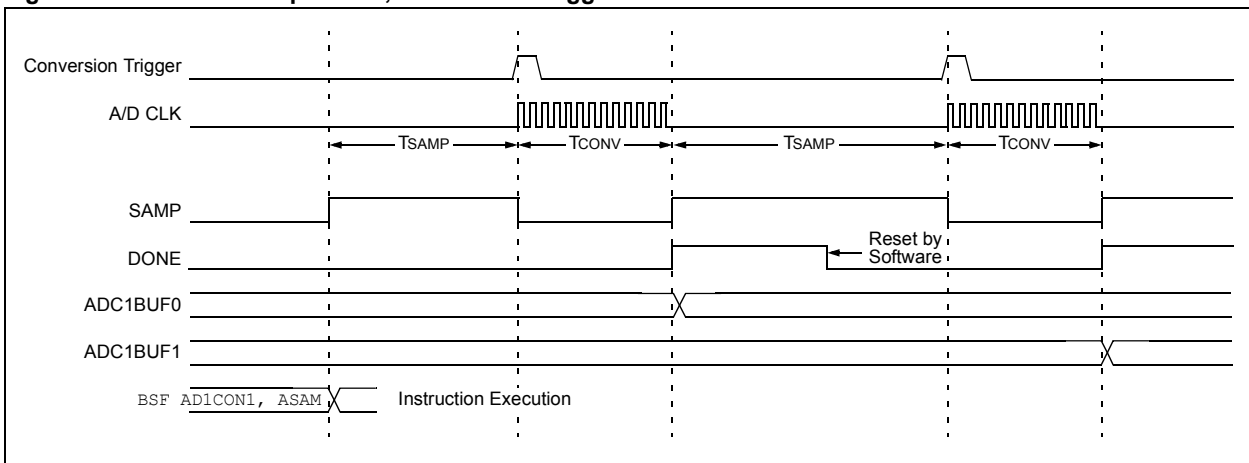 Conversion Trigger
A/D CLK
TSAMP
TCONV
TSAMP
TCONV
SAMP
DONE
Reset by
Software
ADC1BUF0
ADC1BUF1
BSF AD1CON1, ASAM
Instruction Execution